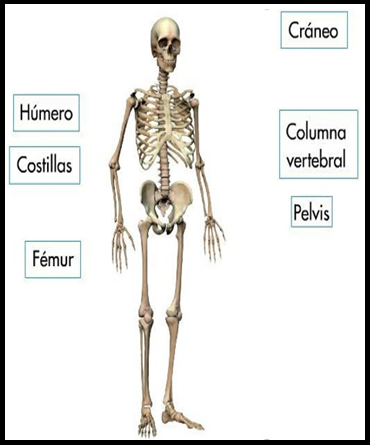 Cráneo
Húmero
Columna
vertebral
Costillas
Pelvis
Fémur